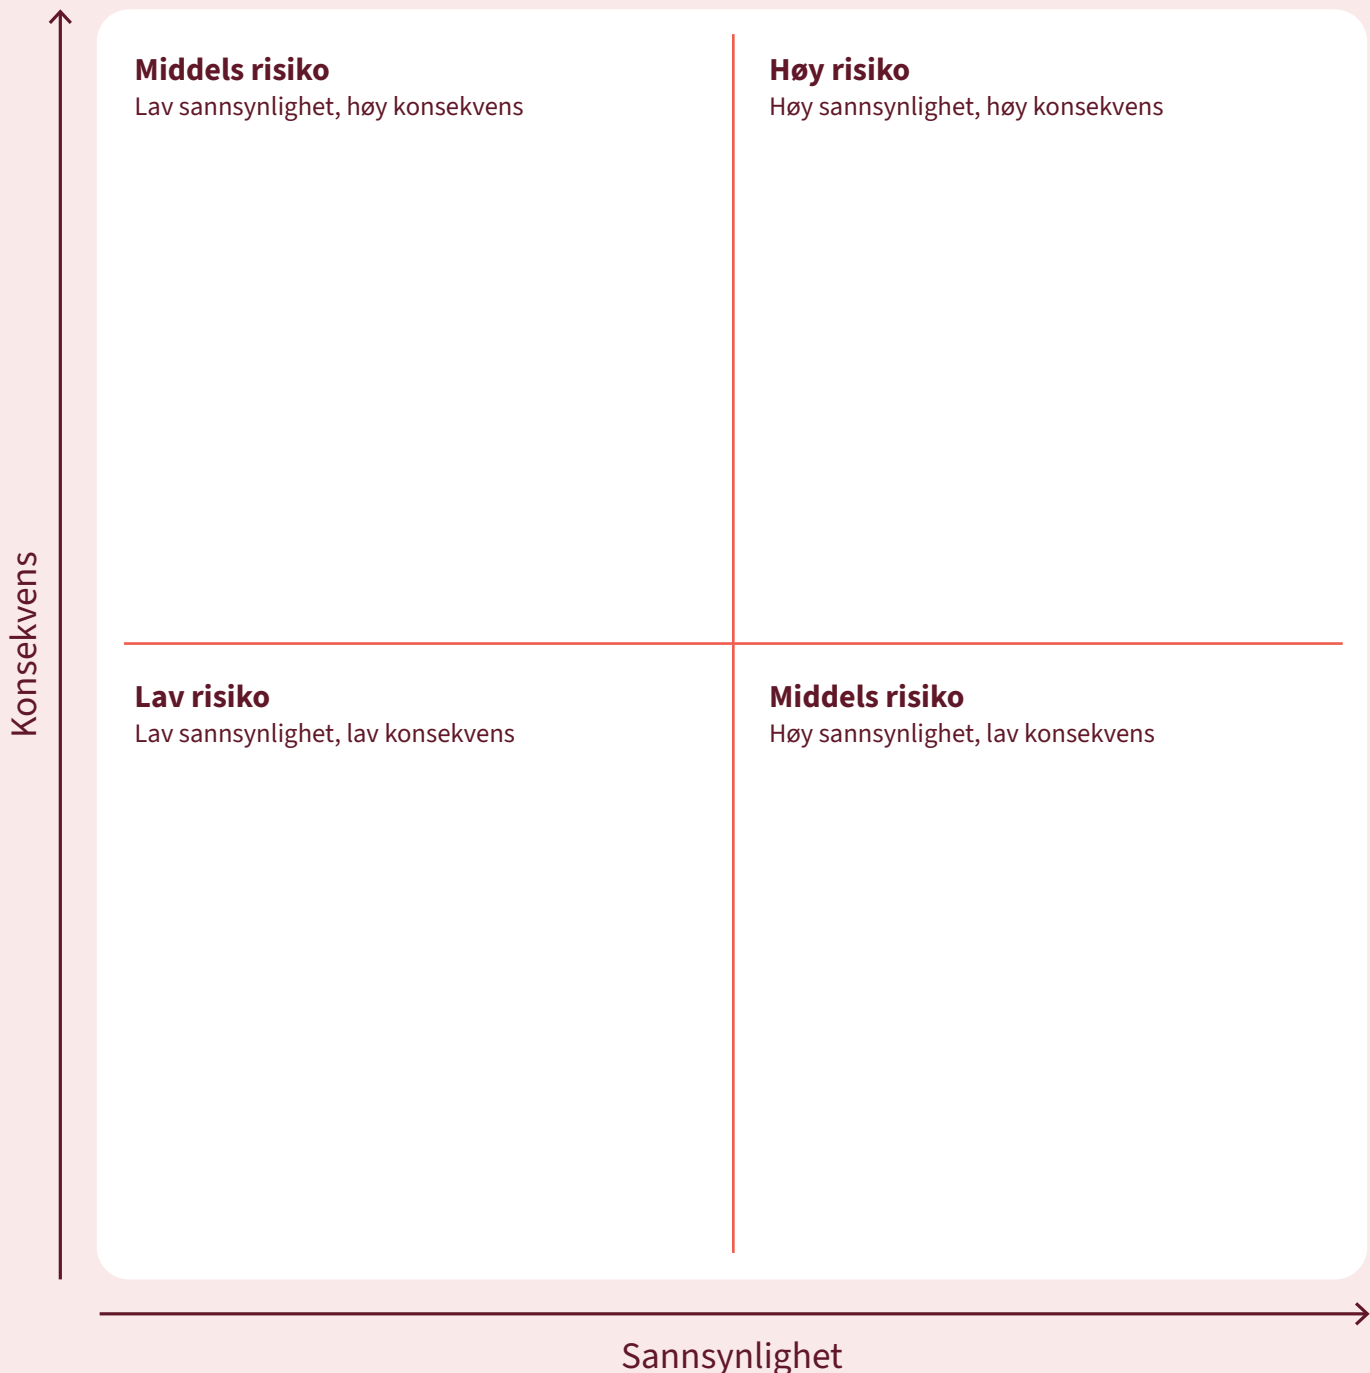 Middels risiko
Lav sannsynlighet, høy konsekvens
Høy risiko
Høy sannsynlighet, høy konsekvens
Konsekvens
Lav risiko
Lav sannsynlighet, lav konsekvens
Middels risiko
Høy sannsynlighet, lav konsekvens
Sannsynlighet